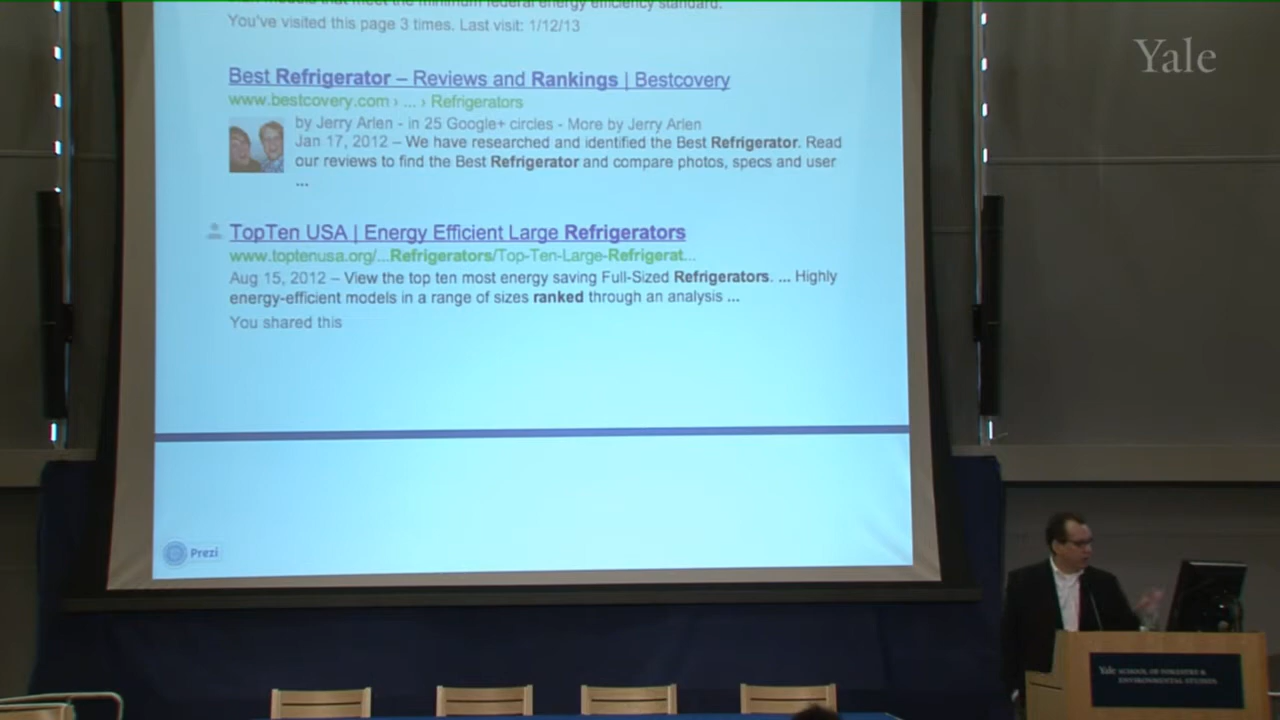 models that meet the minimum federal energy efficiency standard.
You've visited this page 3 times. Last visit: 1/12/13
Best Refrigerator – Reviews and Rankings | Bestcovery
www.bestcovery.com › ... › Refrigerators
by Jerry Arlen - in 25 Google+ circles - More by Jerry Arlen
Jan 17, 2012 – We have researched and identified the Best Refrigerator. Read
our reviews to find the Best Refrigerator and compare photos, specs and user
...
TopTen USA | Energy Efficient Large Refrigerators
www.toptenusa.org/...Refrigerators/Top-Ten-Large-Refrigerat...
Aug 15, 2012 – View the top ten most energy saving Full-Sized Refrigerators. ... Highly
energy-efficient models in a range of sizes ranked through an analysis ...
You shared this
Prezi
Yale
Yale SCHOOL OF FORESTRY &
ENVIRONMENTAL STUDIES